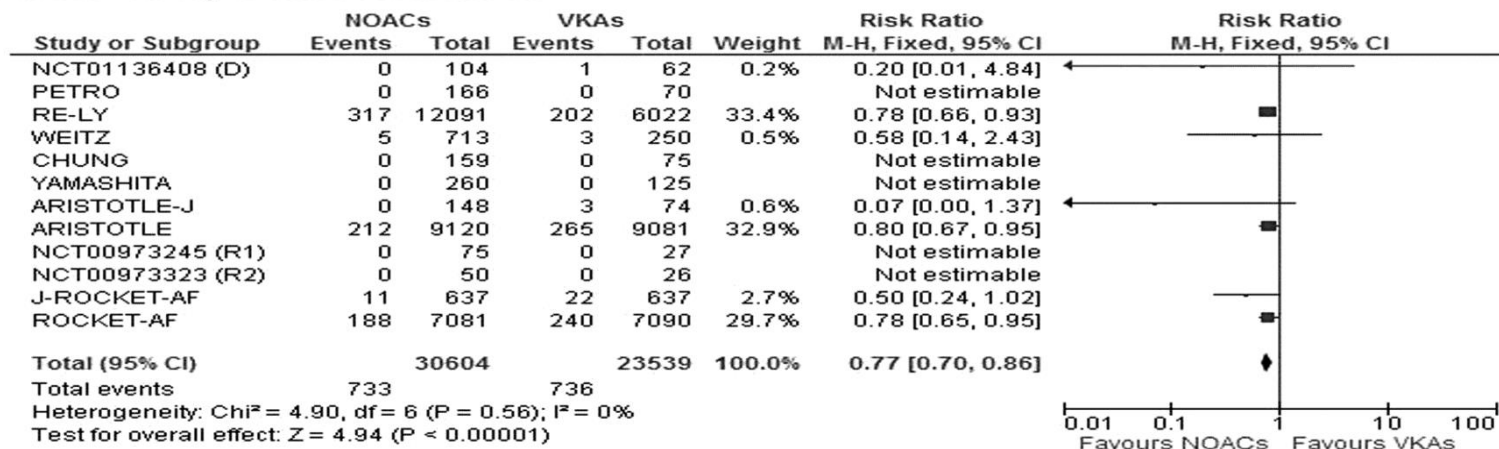 NOACs VKAs Risk Ratio Risk Ratio
Study or Subgroup Events Total Events Total Weight M-H, Fixed, 95% CI M-H, Fixed, 95% CI
NCT01136408 (D) 0 104 1 62 0.2% 0.20 [0.01, 4.84]
PETRO 0 166 0 70 Not estimable
RE-LY 317 12091 202 6022 33.4% 0.78 [0.66, 0.93]
WEITZ 5 713 3 250 0.5% 0.58 [0.14, 2.43]
CHUNG 0 159 0 75 Not estimable
YAMASHITA 0 260 0 125 Not estimable
ARISTOTLE-J 0 148 3 74 0.6% 0.07 [0.00, 1.37]
ARISTOTLE 212 9120 265 9081 32.9% 0.80 [0.67, 0.95]
NCT00973245 (R1) 0 75 0 27 Not estimable
NCT00973323 (R2) 0 50 0 26 Not estimable
J-ROCKET-AF 11 637 22 637 2.7% 0.50 [0.24, 1.02]
ROCKET-AF 188 7081 240 7090 29.7% 0.78 [0.65, 0.95]
Total (95% CI) 30604 23539 100.0% 0.77 [0.70, 0.86]
Total events 733 736
Heterogeneity: Chi² = 4.90, df = 6 (P = 0.56); I² = 0%
Test for overall effect: Z = 4.94 (P < 0.00001)
0.01 0.1 1 10 100
Favours NOACs Favours VKAs